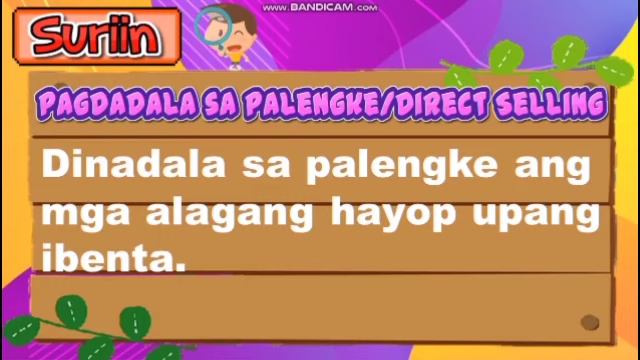 www.BANDICAM.com
Suriin
PAGDADALA SA PALENGKE/DIRECT SELLING
Dinadala sa palengke ang
mga alagang hayop upang
ibenta.